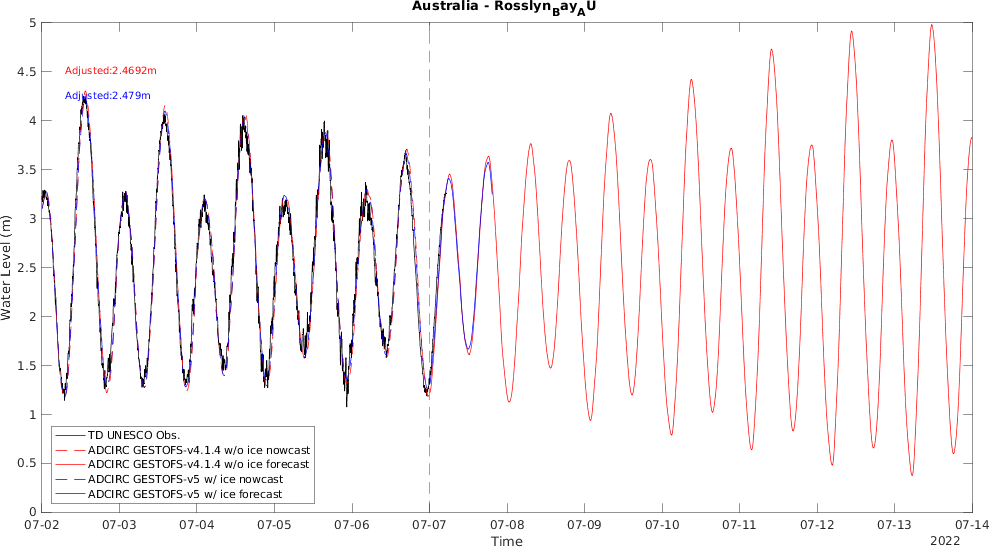 Australia - RosslynBayAU
5
4.5
4
3.5
3
2.5
2
1.5
1
0.5
0
Water Level (m)
Adjusted:2.4692m
Adjusted:2.479m
TD UNESCO Obs.
ADCIRC GESTOFS-v4.1.4 w/o ice nowcast
ADCIRC GESTOFS-v4.1.4 w/o ice forecast
ADCIRC GESTOFS-v5 w/ ice nowcast
ADCIRC GESTOFS-v5 w/ ice forecast
07-02 07-03 07-04 07-05 07-06 07-07 07-08 07-09 07-10 07-11 07-12 07-13 07-14
Time
2022